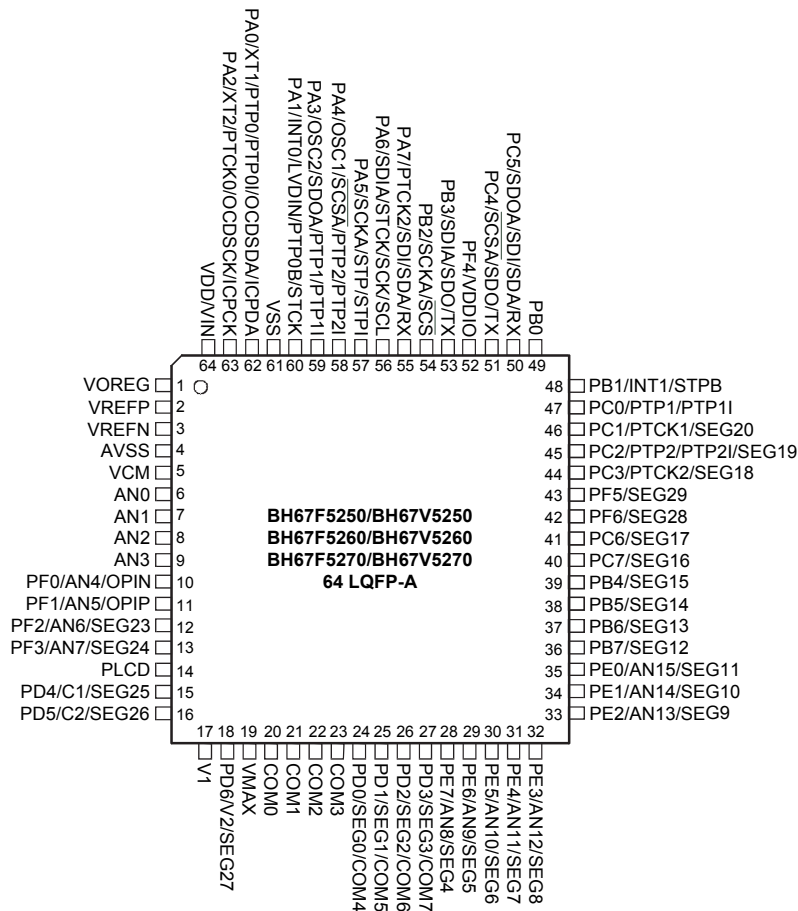 VDD/VIN
PA2/XT2/PTCK0/OCDSCK/ICPCK
PA0/XT1/PTP0/PTP0I/OCDSDA/ICPDA
VSS
PA1/INT0/LVDIN/PTP0B/STCK
PA3/OSC2/SDOA/PTP1/PTP1I
PA4/OSC1/SCSA/PTP2/PTP2I
PA5/SCKA/STP/STPI
PA6/SDIA/STCK/SCK/SCL
PA7/PTCK2/SDI/SDA/RX
PB2/SCKA/SCS
PB3/SDIA/SDO/TX
PF4/VDDIO
PC4/SCSA/SDO/TX
PC5/SDOA/SDI/SDA/RX
PB0
64 63 62 61 60 59 58 57 56 55 54 53 52 51 50 49
VOREG 1
VREFP 2
VREFN 3
AVSS 4
VCM 5
AN0 6
AN1 7
AN2 8
AN3 9
PF0/AN4/OPIN 10
PF1/AN5/OPIP 11
PF2/AN6/SEG23 12
PF3/AN7/SEG24 13
PLCD 14
PD4/C1/SEG25 15
PD5/C2/SEG26 16
BH67F5250/BH67V5250
BH67F5260/BH67V5260
BH67F5270/BH67V5270
64 LQFP-A
48 PB1/INT1/STPB
47 PC0/PTP1/PTP1I
46 PC1/PTCK1/SEG20
45 PC2/PTP2/PTP2I/SEG19
44 PC3/PTCK2/SEG18
43 PF5/SEG29
42 PF6/SEG28
41 PC6/SEG17
40 PC7/SEG16
39 PB4/SEG15
38 PB5/SEG14
37 PB6/SEG13
36 PB7/SEG12
35 PE0/AN15/SEG11
34 PE1/AN14/SEG10
33 PE2/AN13/SEG9
17 18 19 20 21 22 23 24 25 26 27 28 29 30 31 32
V1
PD6/V2/SEG27
VMAX
COM0
COM1
COM2
COM3
PD0/SEG0/COM4
PD1/SEG1/COM5
PD2/SEG2/COM6
PD3/SEG3/COM7
PE7/AN8/SEG4
PE6/AN9/SEG5
PE5/AN10/SEG6
PE4/AN11/SEG7
PE3/AN12/SEG8